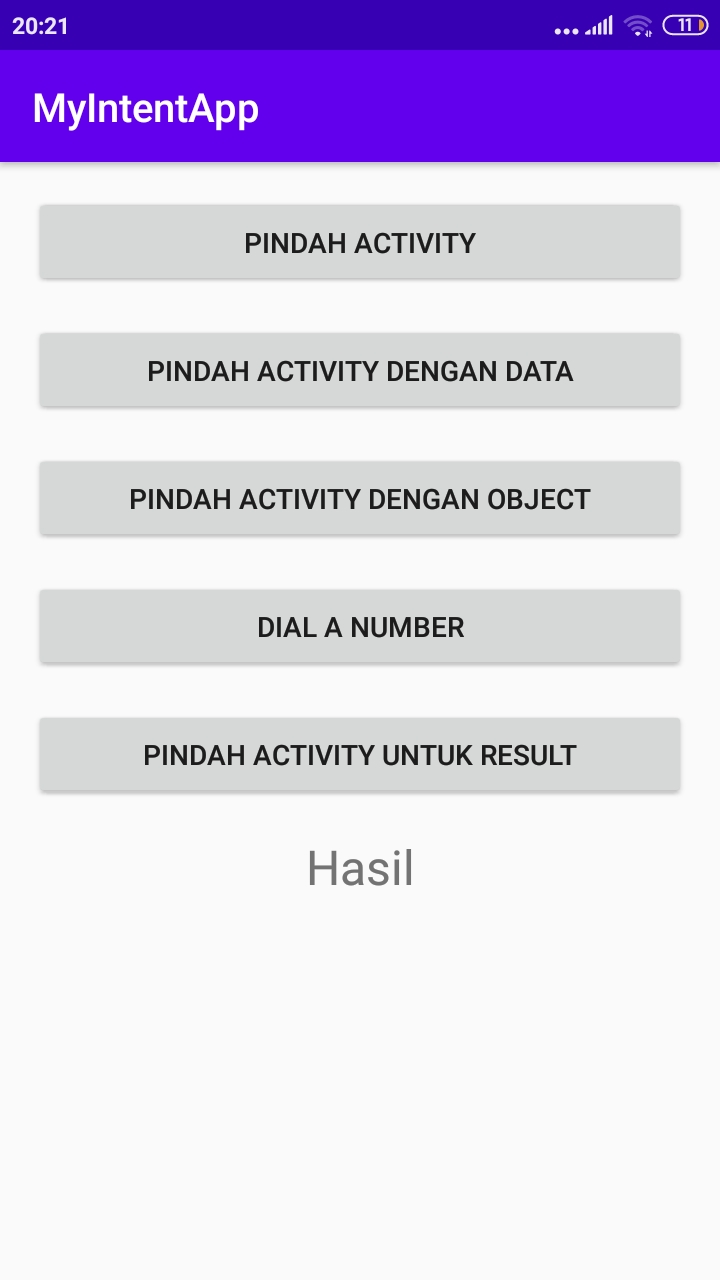 20:21
11
MyIntentApp
PINDAH ACTIVITY
PINDAH ACTIVITY DENGAN DATA
PINDAH ACTIVITY DENGAN OBJECT
DIAL A NUMBER
PINDAH ACTIVITY UNTUK RESULT
Hasil